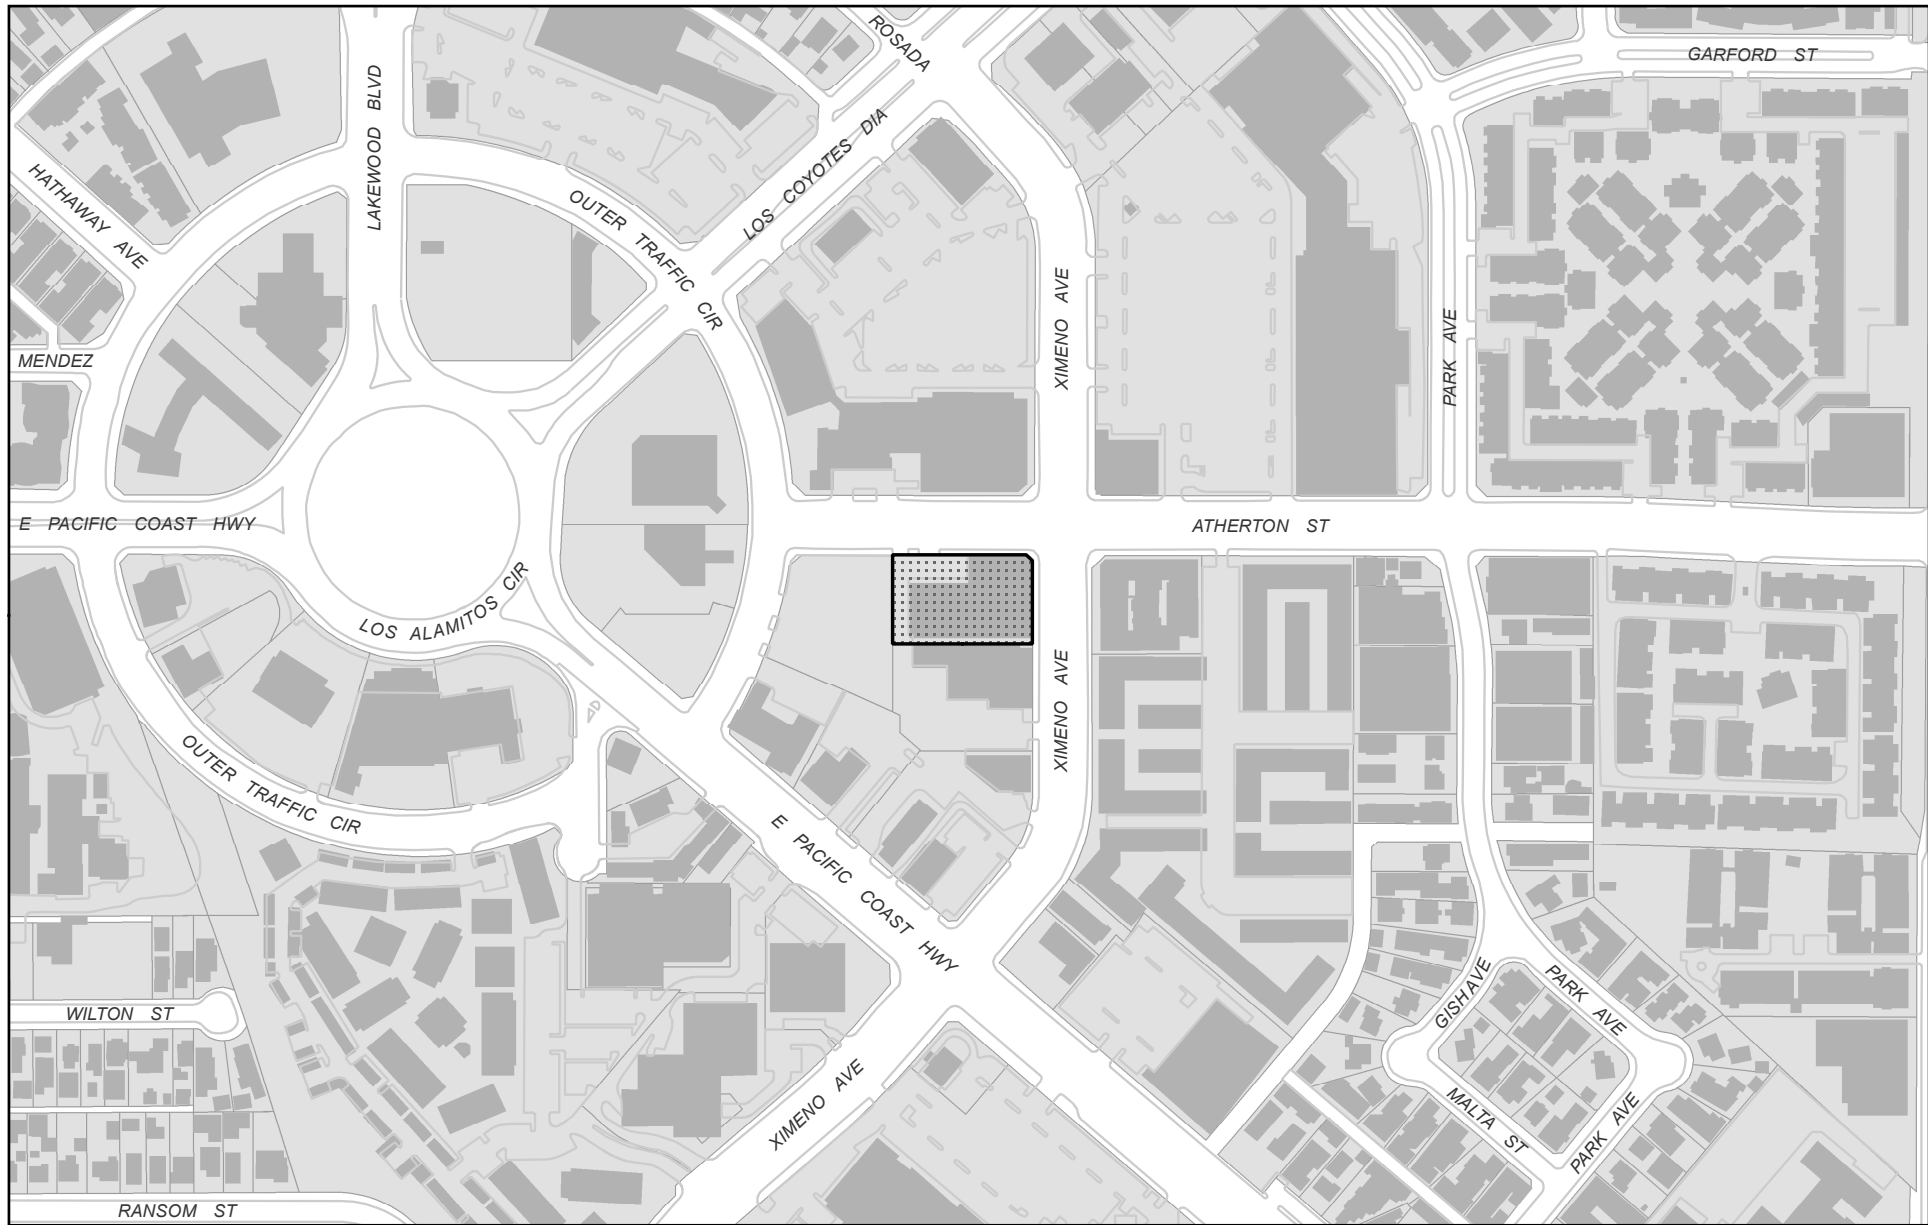 ROSADA
GARFORD ST
LAKEWOOD BLVD
LOS COYOTES DIA
HATHAWAY AVE
OUTER TRAFFIC CIR
XIMENO AVE
PARK AVE
MENDEZ
E PACIFIC COAST HWY
ATHERTON ST
LOS ALAMITOS CIR
XIMENO AVE
OUTER TRAFFIC CIR
E PACIFIC COAST HWY
GISH AVE
PARK AVE
WILTON ST
XIMENO AVE
MALTA ST
PARK AVE
RANSOM ST